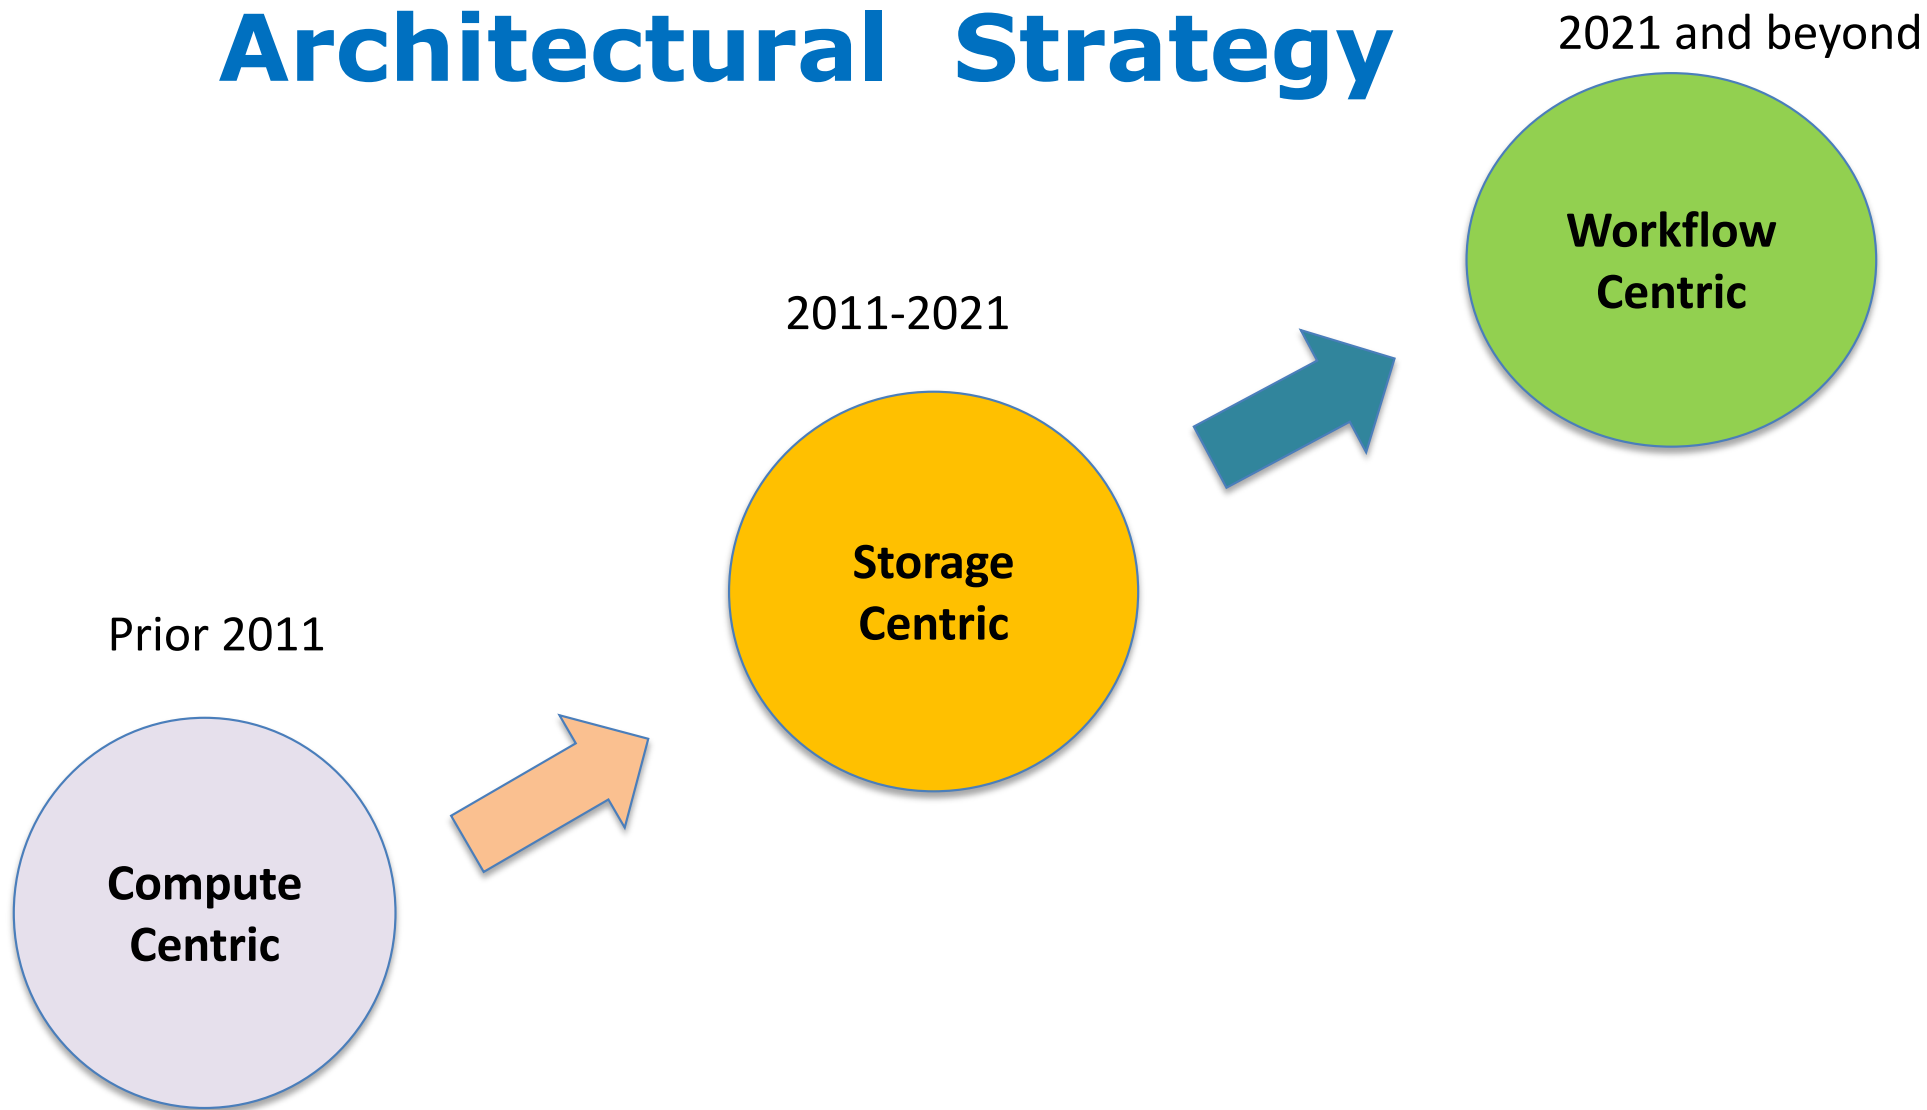 Architectural Strategy
2021 and beyond
Workflow
Centric
2011-2021
Storage
Centric
Prior 2011
Compute
Centric